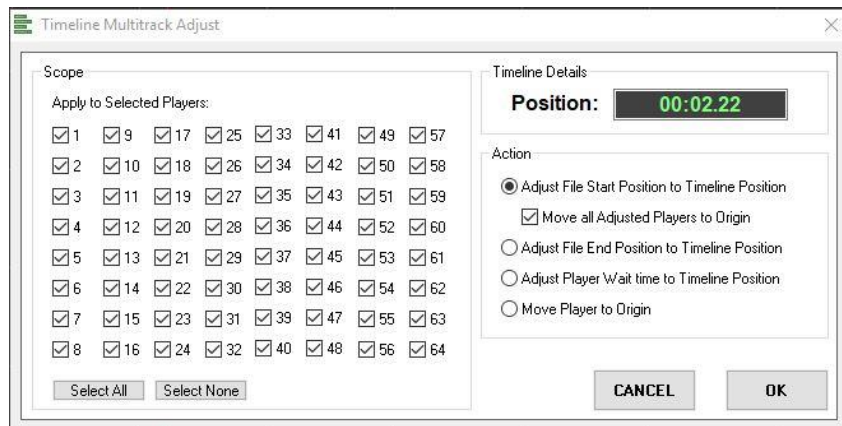 Timeline Multitrack Adjust
Scope
Apply to Selected Players:
1 9 17 25 33 41 49 57
2 10 18 26 34 42 50 58
3 11 19 27 35 43 51 59
4 12 20 28 36 44 52 60
5 13 21 29 37 45 53 61
6 14 22 30 38 46 54 62
7 15 23 31 39 47 55 63
8 16 24 32 40 48 56 64
Select All Select None
Timeline Details
Position: 00:02.22
Action
Adjust File Start Position to Timeline Position
Move all Adjusted Players to Origin
Adjust File End Position to Timeline Position
Adjust Player Wait time to Timeline Position
Move Player to Origin
CANCEL OK